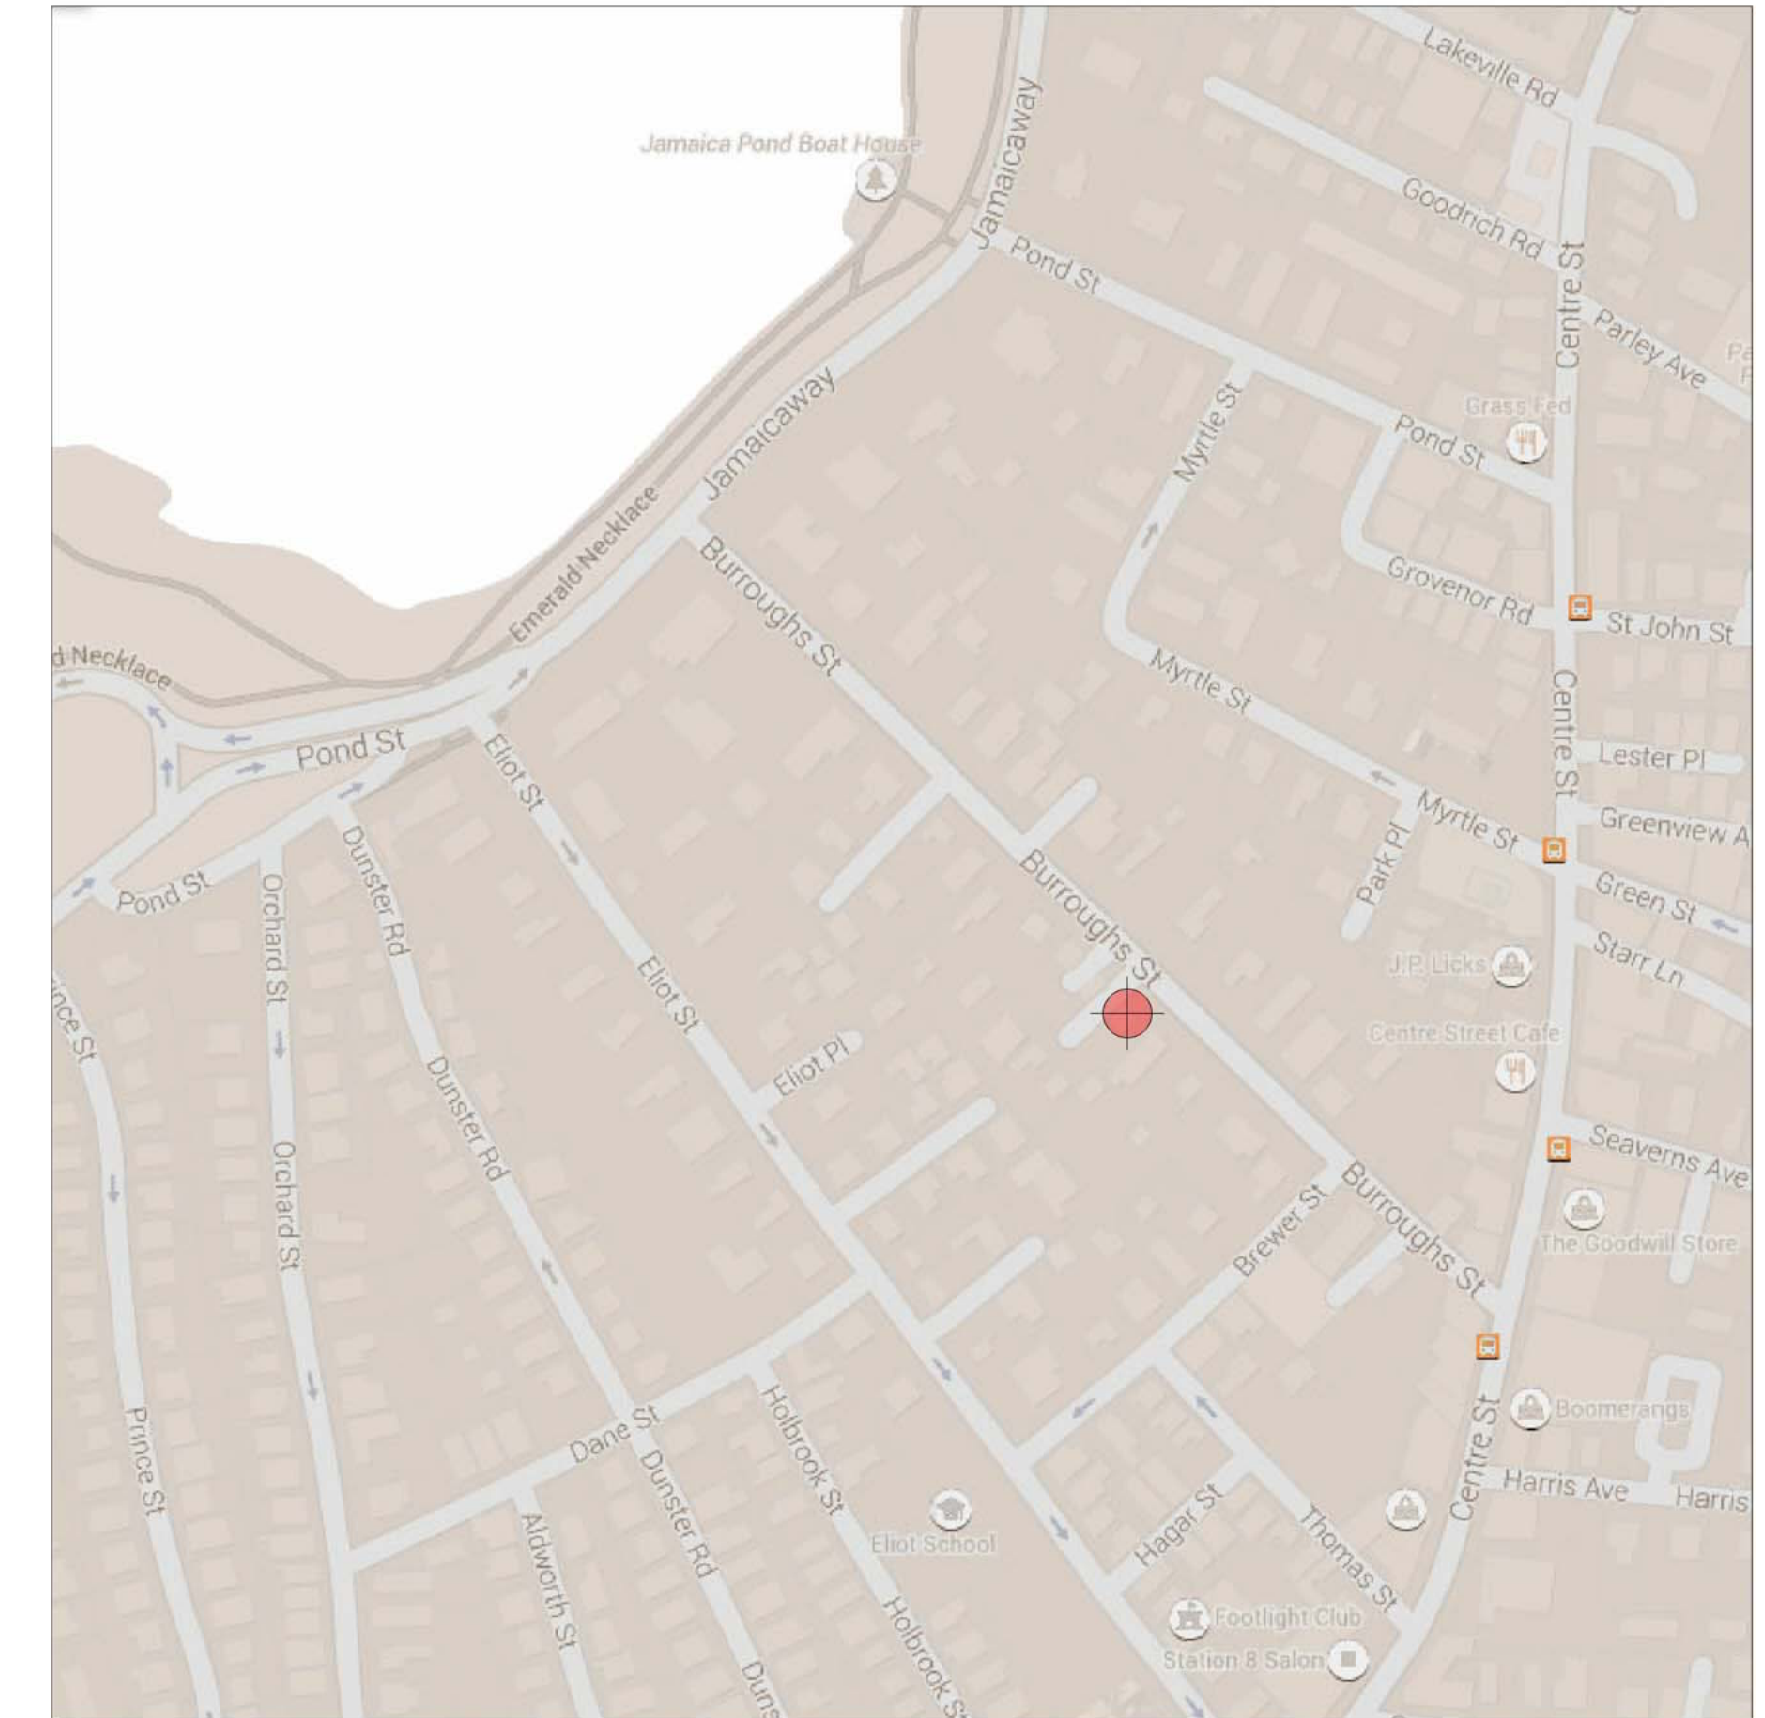 Lakeville Rd
Jamaicaway
Jamaica Pond Boat House
Goodrich Rd
Pond St
Centre St
Parley Ave
Jamaicaway
Myrtle St
Grass Fed
Pond St
Emerald Necklace
Burroughs St
Grovenor Rd
St John St
d Necklace
Myrtle St
Centre St
Pond St
Eliot St
Lester Pl
Myrtle St
Greenview A
Park Pl
Pond St
Dunster Rd
Orchard St
Burroughs St
Green St
Starr Ln
J.P. Licks
Eliot St
ince St
Centre Street Cafe
Eliot Pl
Dunster Rd
Seaverns Ave
Orchard St
Burroughs St
Brewer St
The Goodwill Store
Prince St
Dane St
Holbrook St
Boomerangs
Centre St
Harris Ave
Harris
Dunster Rd
Aldworth St
Eliot School
Hagar St
Thomas St
Holbrook St
Footlight Club
Station 8 Salon
Duns